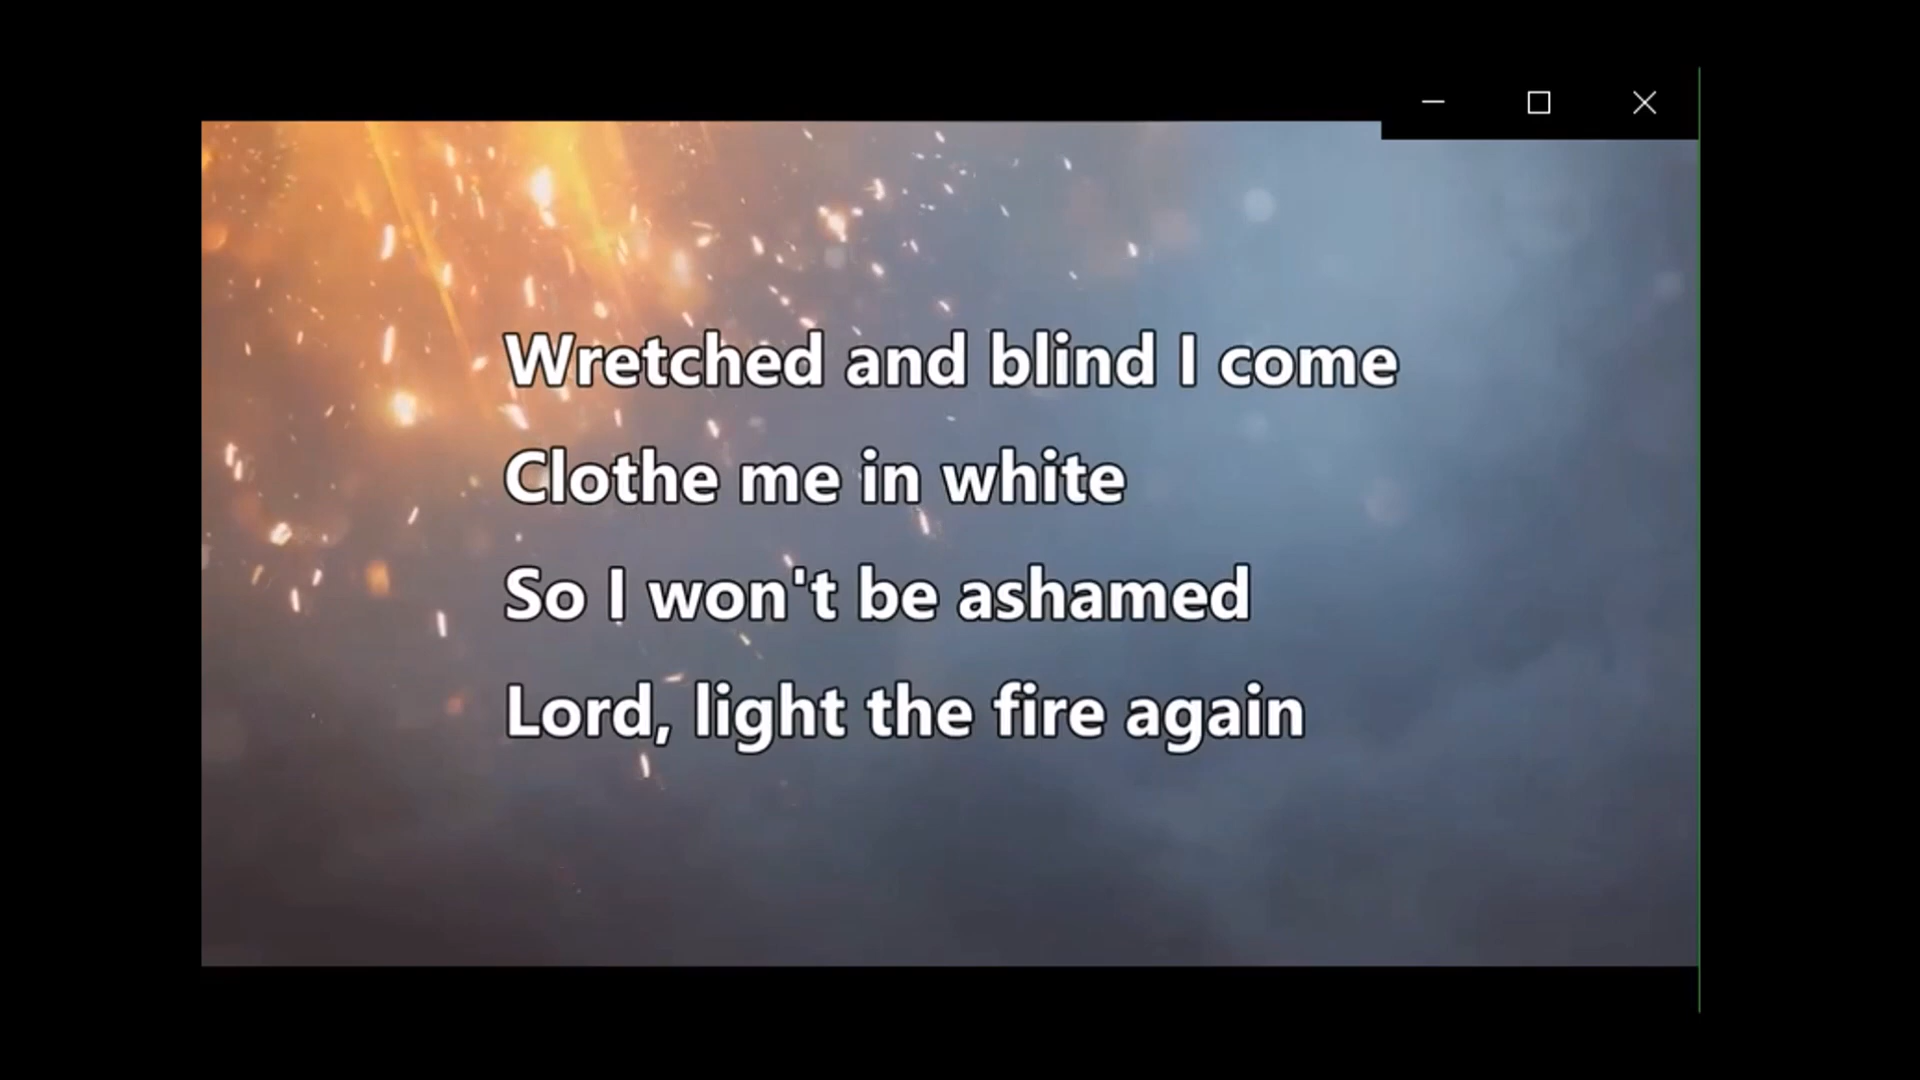 Wretched and blind I come
Clothe me in white
So I won't be ashamed
Lord, light the fire again